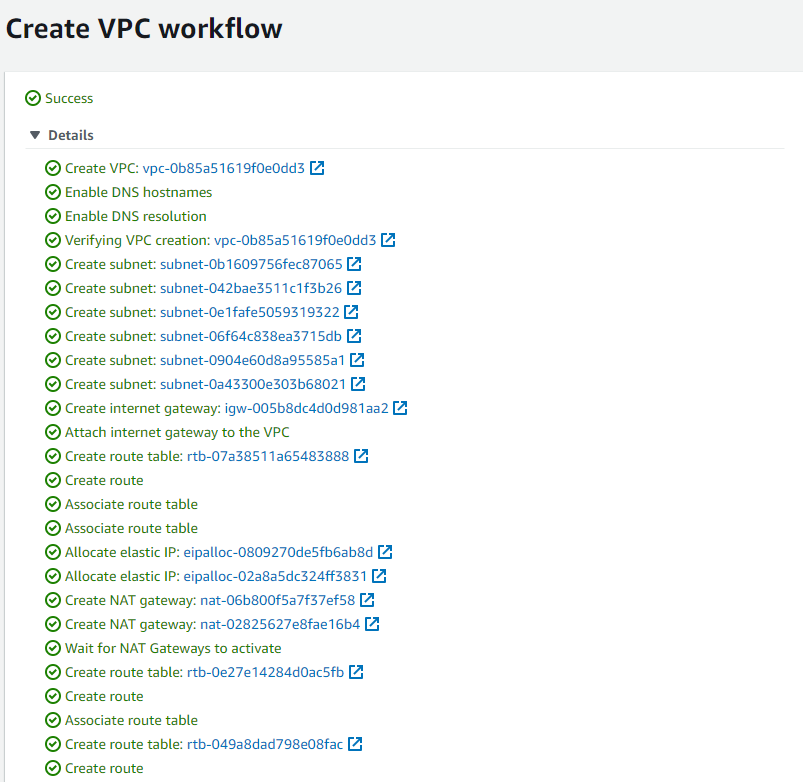 Create VPC workflow
Success
Details
Create VPC: vpc-0b85a51619f0e0dd3
Enable DNS hostnames
Enable DNS resolution
Verifying VPC creation: vpc-0b85a51619f0e0dd3
Create subnet: subnet-0b1609756fec87065
Create subnet: subnet-042bae3511c1f3b26
Create subnet: subnet-0e1fafe5059319322
Create subnet: subnet-06f64c838ea3715db
Create subnet: subnet-0904e60d8a95585a1
Create subnet: subnet-0a43300e303b68021
Create internet gateway: igw-005b8dc4d0d981aa2
Attach internet gateway to the VPC
Create route table: rtb-07a38511a65483888
Create route
Associate route table
Associate route table
Allocate elastic IP: eipalloc-0809270de5fb6ab8d
Allocate elastic IP: eipalloc-02a8a5dc324ff3831
Create NAT gateway: nat-06b800f5a7f37ef58
Create NAT gateway: nat-02825627e8fae16b4
Wait for NAT Gateways to activate
Create route table: rtb-0e27e14284d0ac5fb
Create route
Associate route table
Create route table: rtb-049a8dad798e08fac
Create route